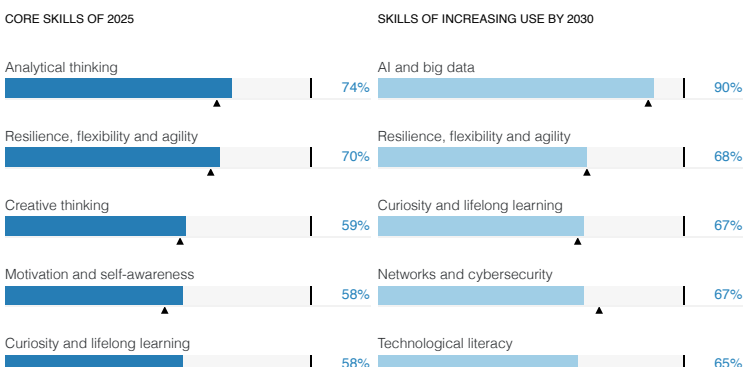 CORE SKILLS OF 2025
Analytical thinking
74%
Resilience, flexibility and agility
70%
Creative thinking
59%
Motivation and self-awareness
58%
Curiosity and lifelong learning
58%
SKILLS OF INCREASING USE BY 2030
AI and big data
90%
Resilience, flexibility and agility
68%
Curiosity and lifelong learning
67%
Networks and cybersecurity
67%
Technological literacy
65%